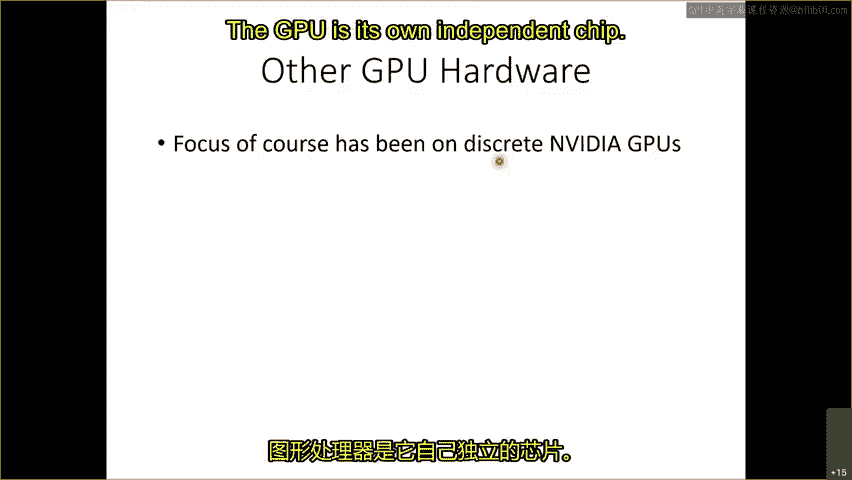 The GPU is its own independent chip.
Other GPU Hardware
• Focus of course has been on discrete NVIDIA GPUs
图形处理器是它自己独立的芯片。
+15